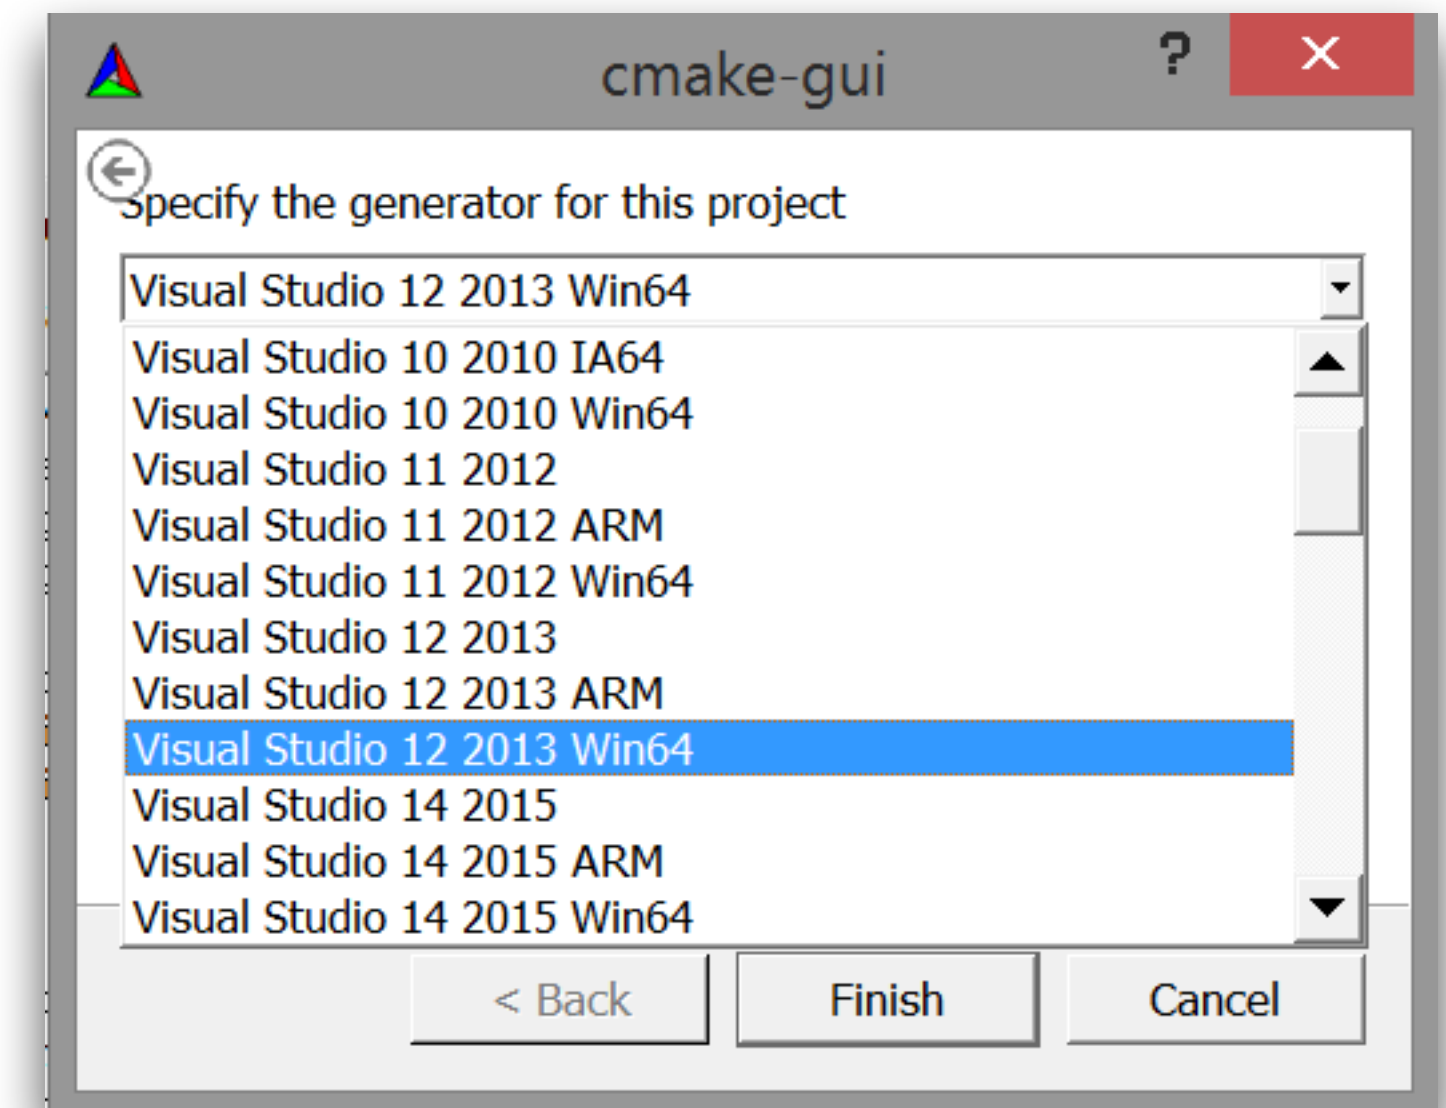 cmake-gui
?
Specify the generator for this project
Visual Studio 12 2013 Win64
Visual Studio 10 2010 IA64
Visual Studio 10 2010 Win64
Visual Studio 11 2012
Visual Studio 11 2012 ARM
Visual Studio 11 2012 Win64
Visual Studio 12 2013
Visual Studio 12 2013 ARM
Visual Studio 12 2013 Win64
Visual Studio 14 2015
Visual Studio 14 2015 ARM
Visual Studio 14 2015 Win64
< Back Finish Cancel